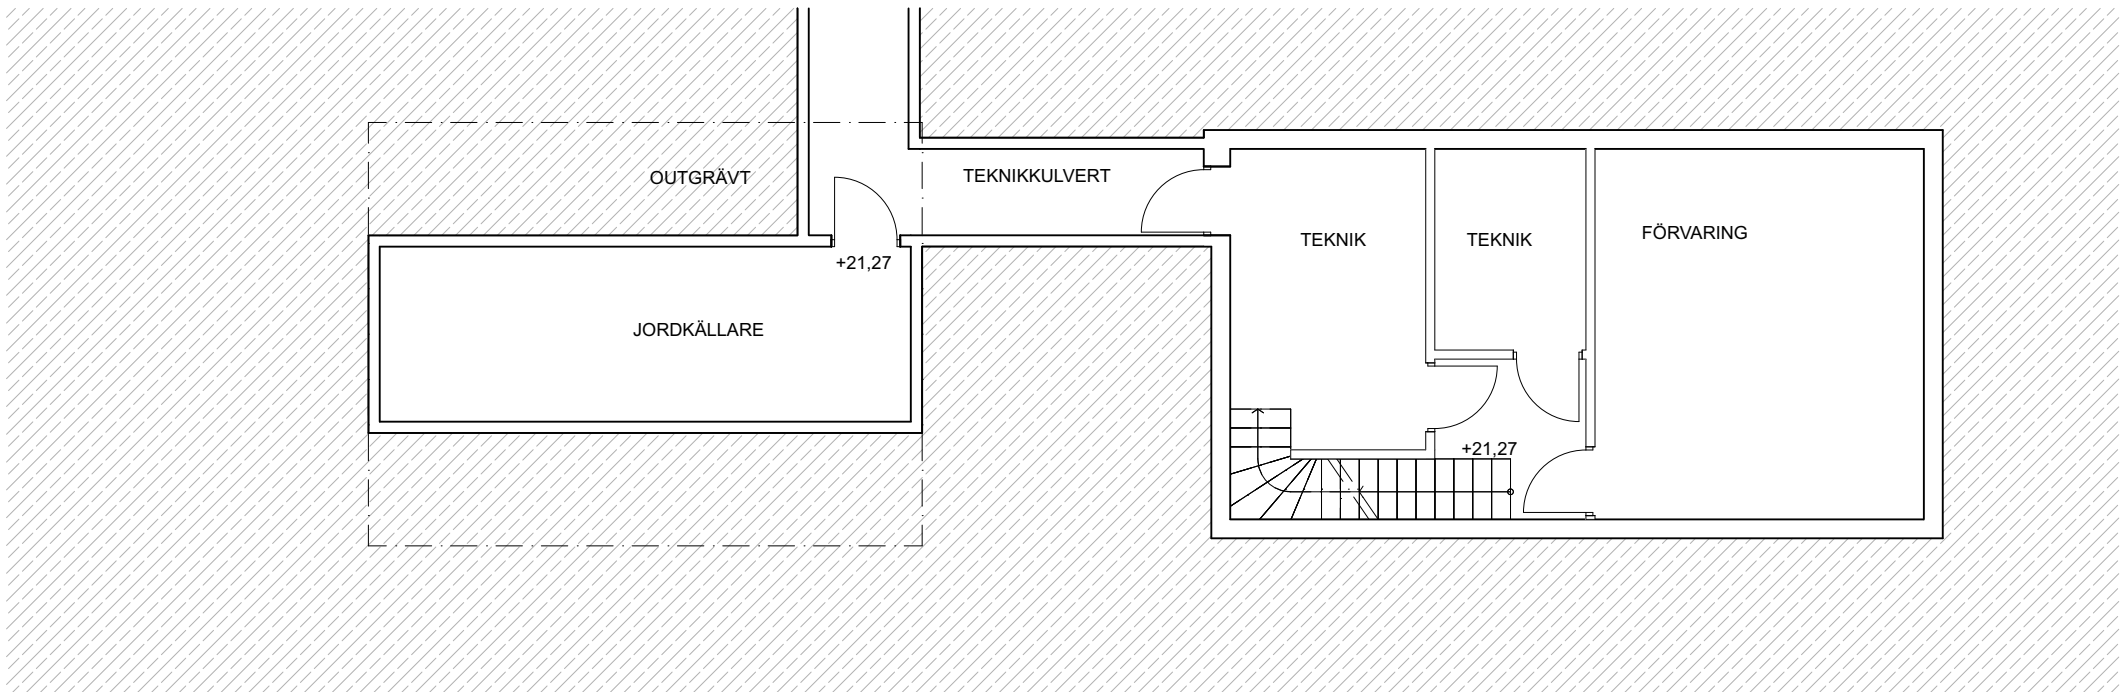 OUTGRÄVT
TEKNIKKULVERT
TEKNIK
TEKNIK
FÖRVARING
+21,27
JORDKÄLLARE
+21,27